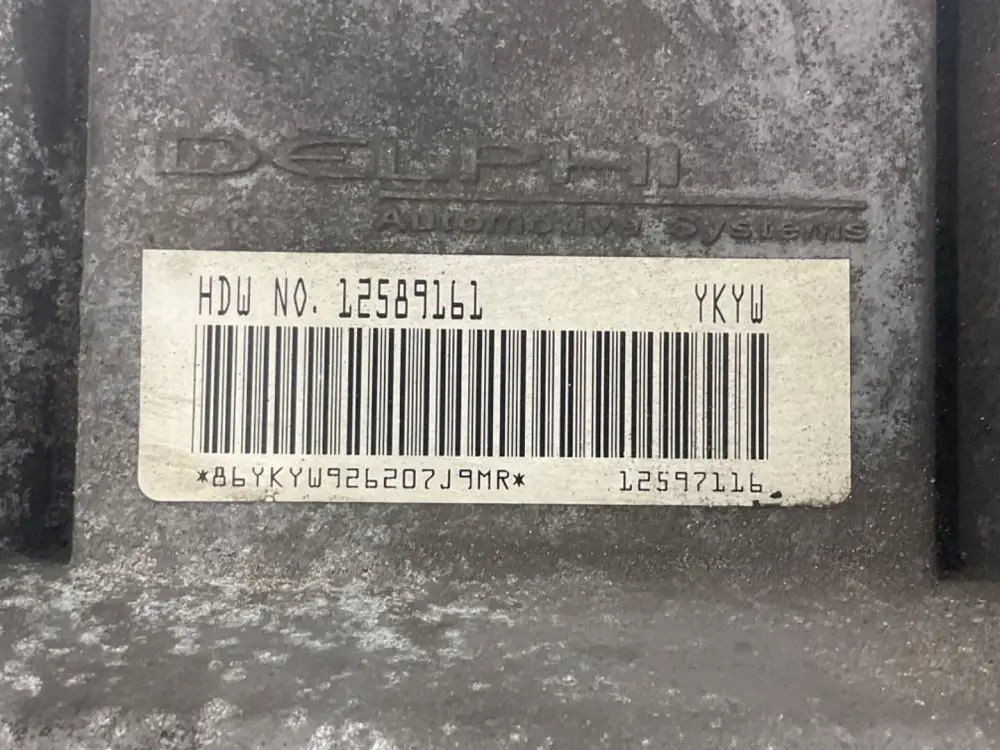 DELPHI
Automotive Systems
HDW NO. 12589161 YKYW
*86YKYW926207J9MR* 12597116